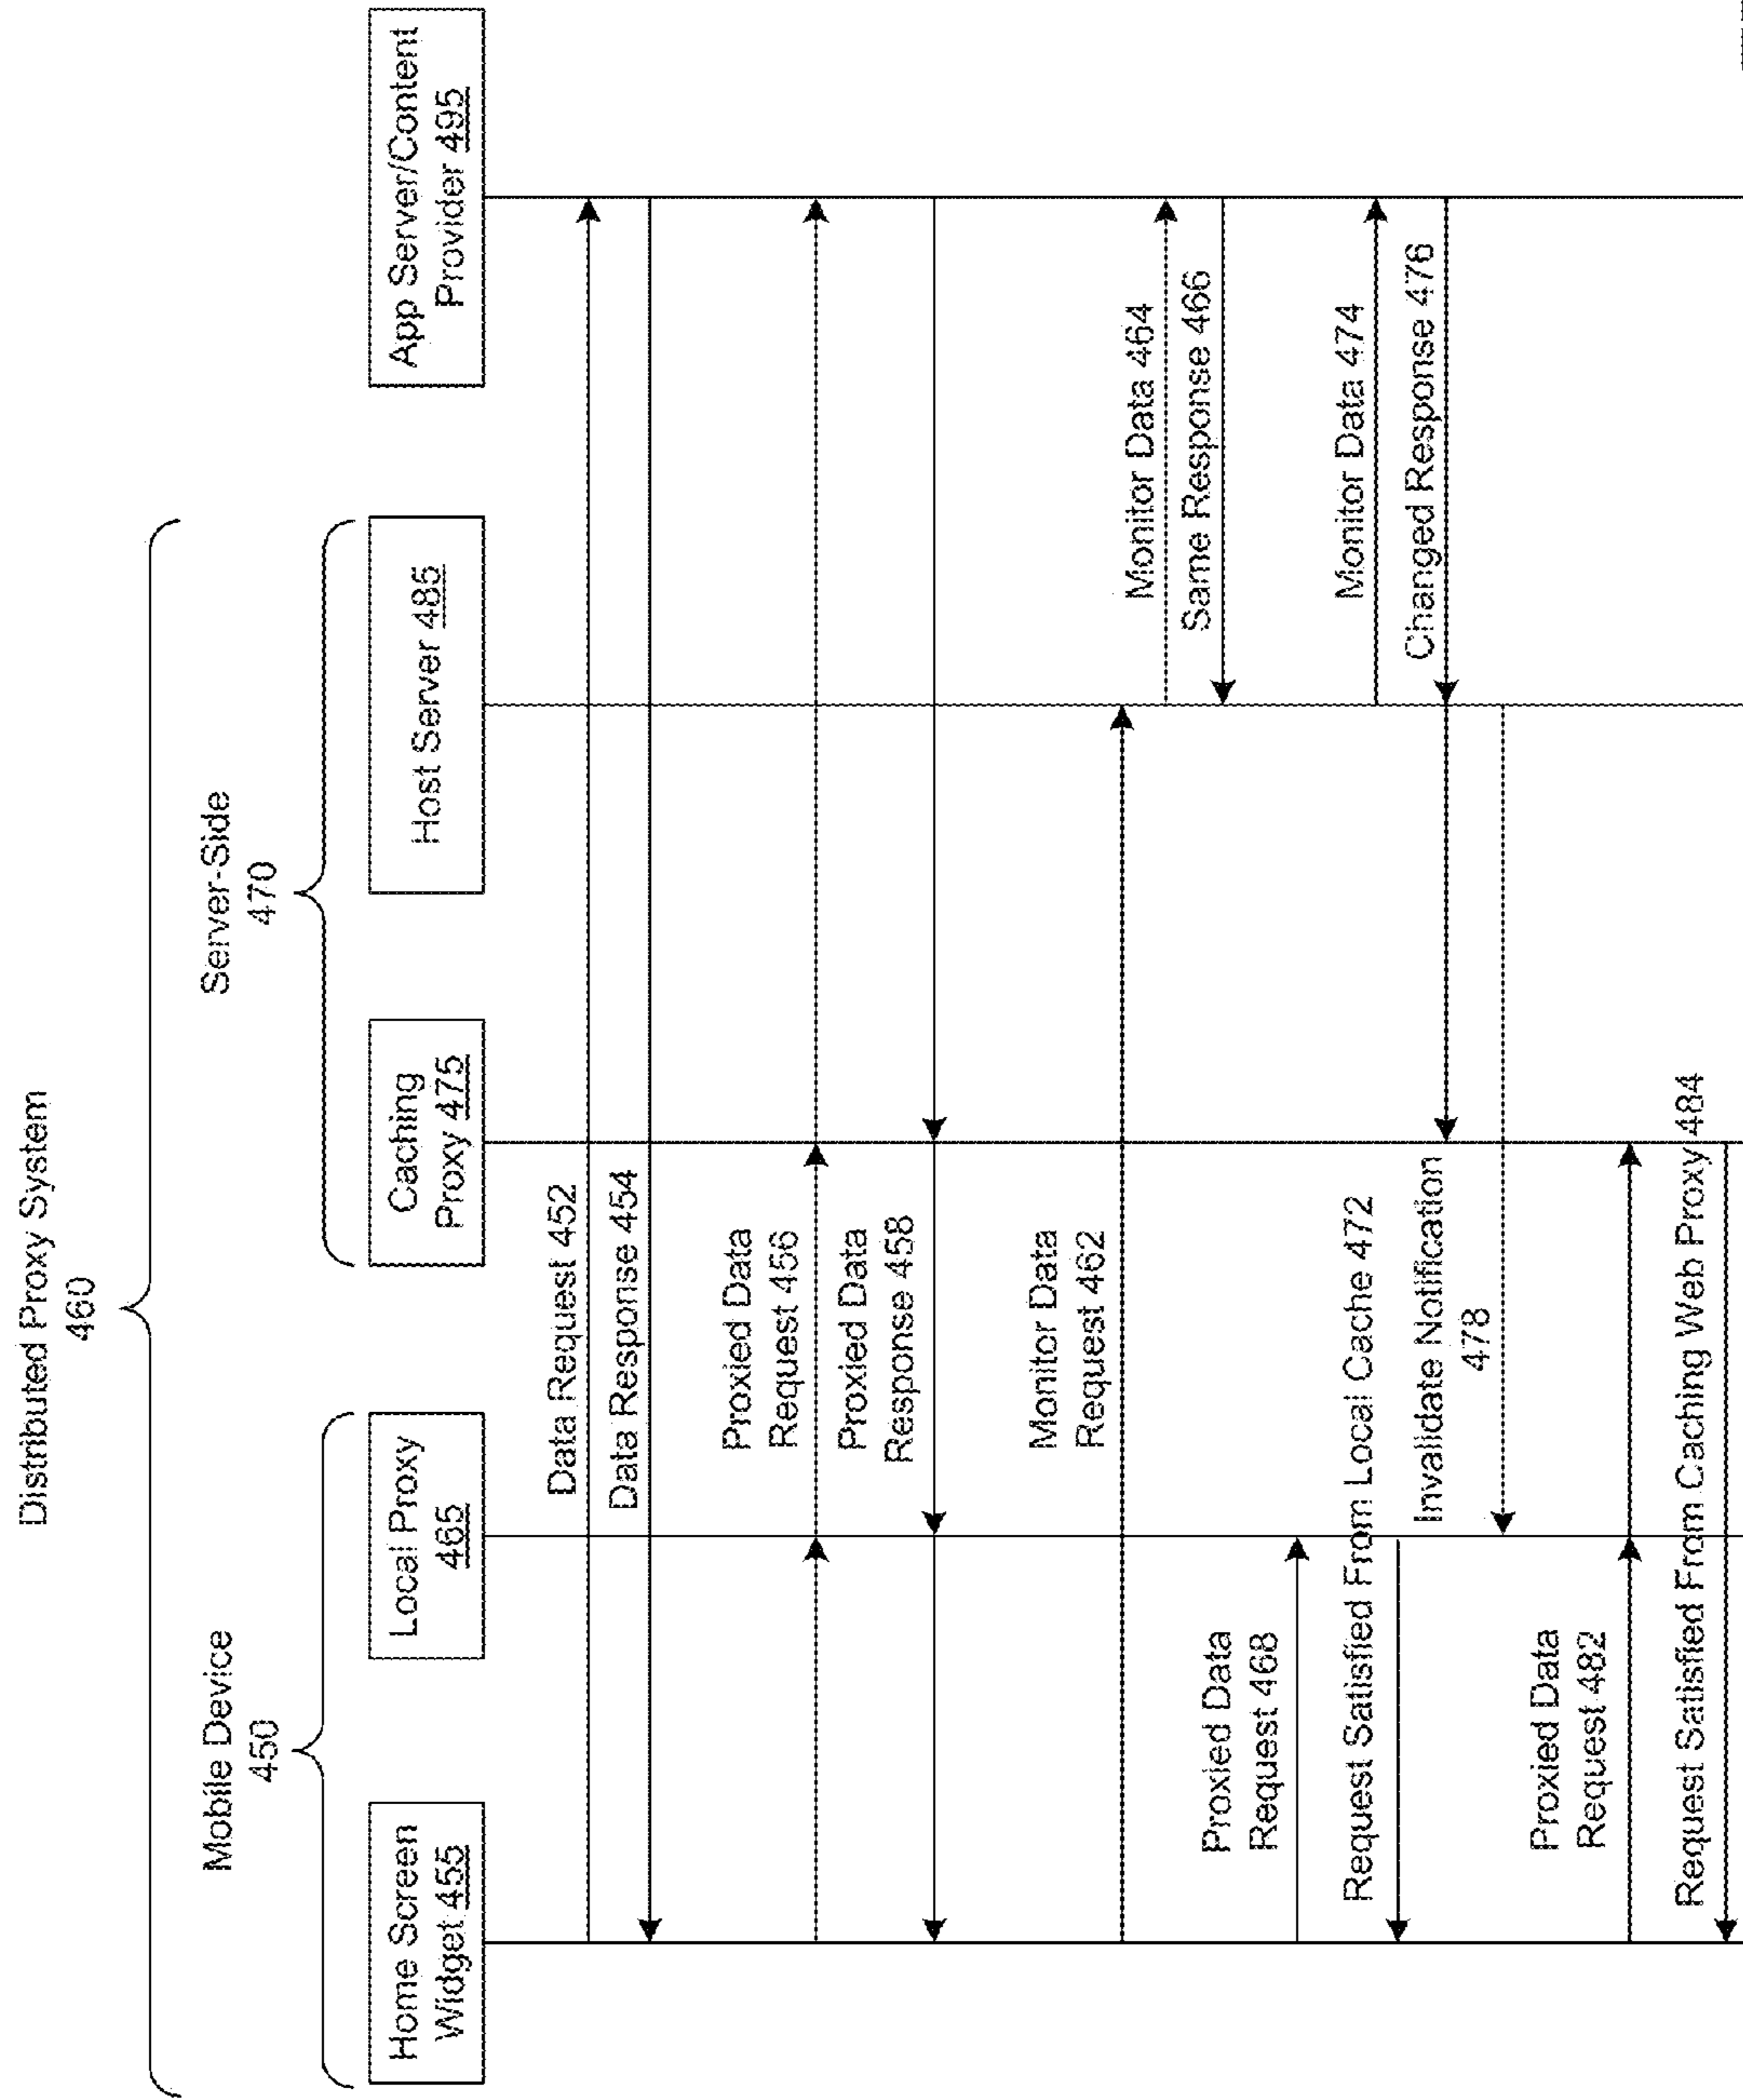 Distributed Proxy System
460
Mobile Device
450
Server-Side
470
Home Screen
Widget 455
Local Proxy
465
Caching
Proxy 475
Host Server 485
App Server/Content
Provider 495
Data Request 452
Data Response 454
Proxied Data
Request 456
Proxied Data
Response 458
Monitor Data
Request 462
Monitor Data 464
Same Response 466
Proxied Data
Request 468
Request Satisfied From Local Cache 472
Monitor Data 474
Changed Response 476
Invalidate Notification
478
Proxied Data
Request 482
Request Satisfied From Caching Web Proxy 484